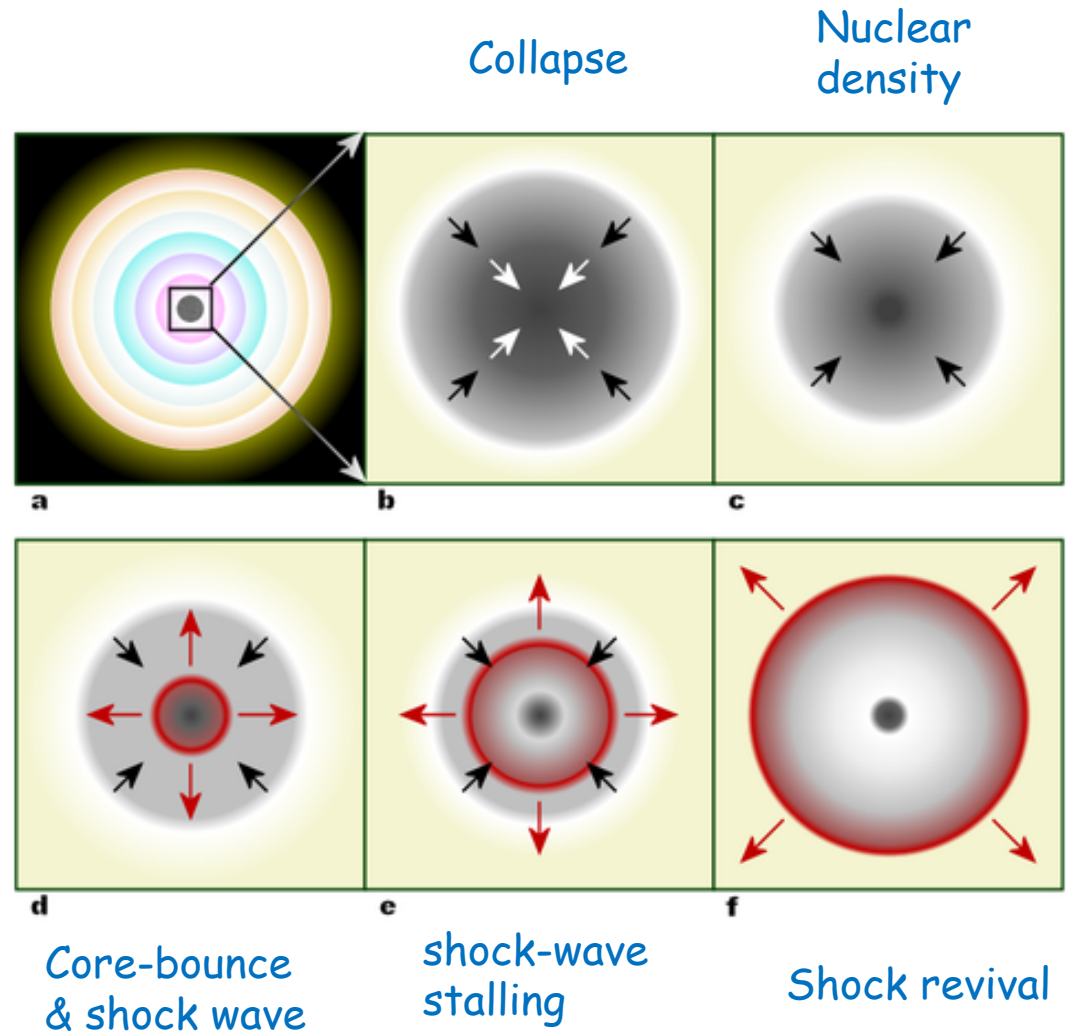 Collapse
Nuclear
density
a
b
c
d
e
f
Core-bounce
& shock wave
shock-wave
stalling
Shock revival